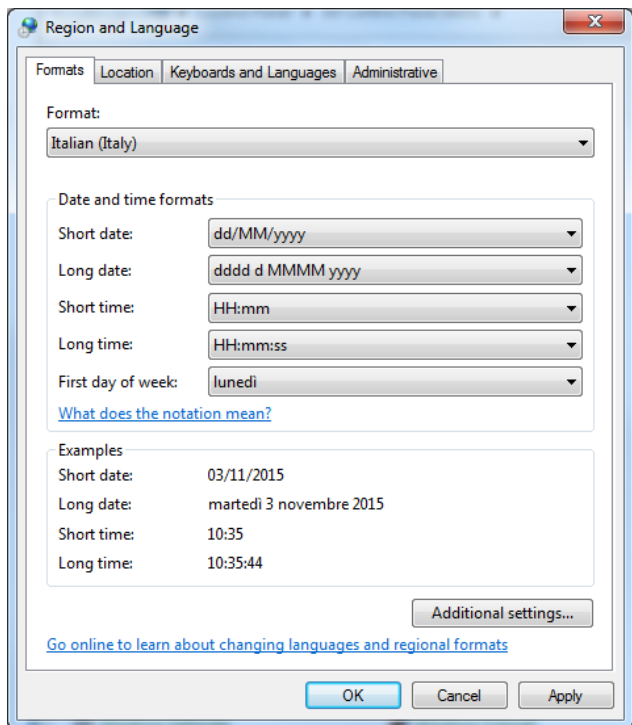 Region and Language
Formats Location Keyboards and Languages Administrative
Format:
Italian (Italy)
Date and time formats
Short date: dd/MM/yyyy
Long date: dddd d MMMM yyyy
Short time: HH:mm
Long time: HH:mm:ss
First day of week: lunedì
What does the notation mean?
Examples
Short date: 03/11/2015
Long date: martedì 3 novembre 2015
Short time: 10:35
Long time: 10:35:44
Additional settings...
Go online to learn about changing languages and regional formats
OK Cancel Apply